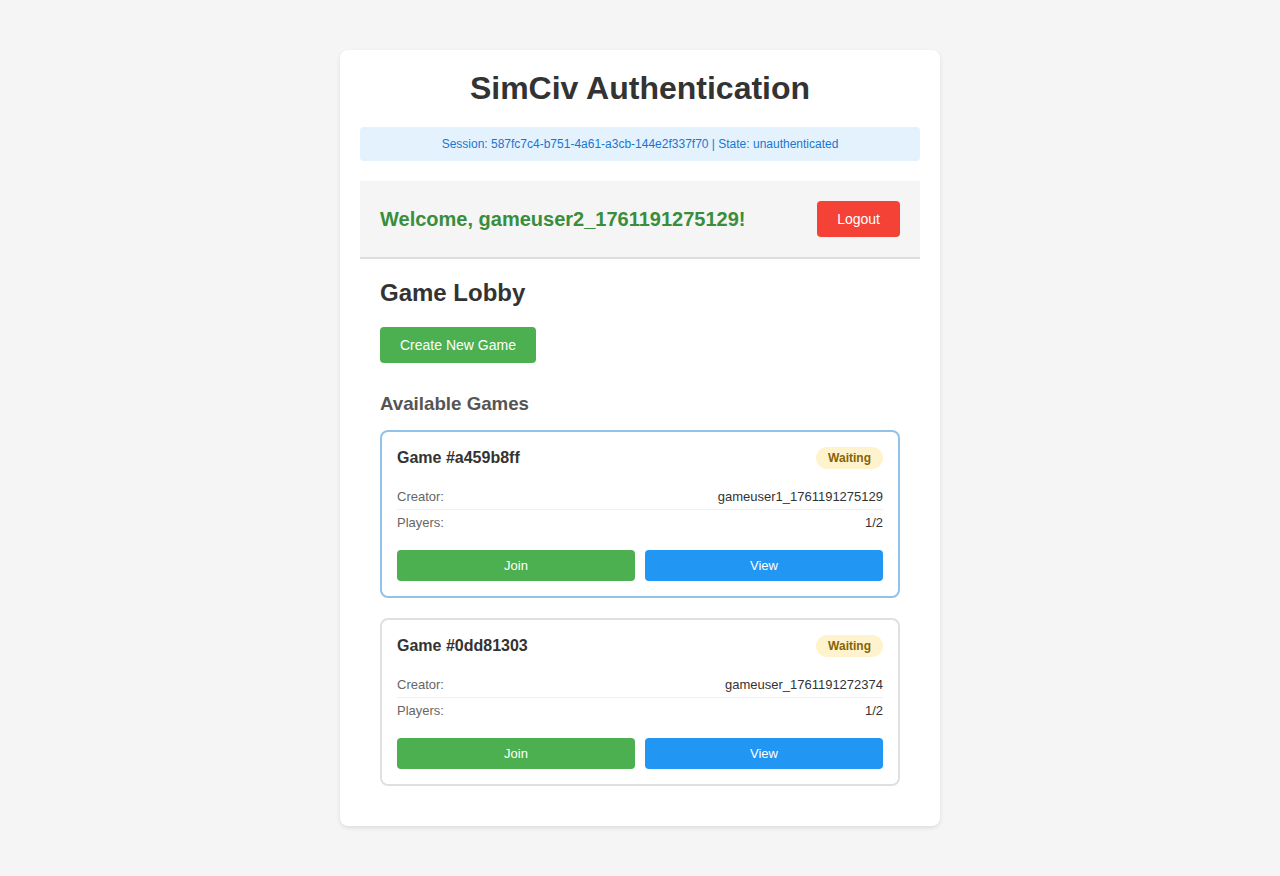 SimCiv Authentication
Session: 587fc7c4-b751-4a61-a3cb-144e2f337f70 | State: unauthenticated
Welcome, gameuser2_1761191275129!
Logout
Game Lobby
Create New Game
Available Games
Game #a459b8ff
Waiting
Creator:
gameuser1_1761191275129
Players:
1/2
Join
View
Game #0dd81303
Waiting
Creator:
gameuser_1761191272374
Players:
1/2
Join
View